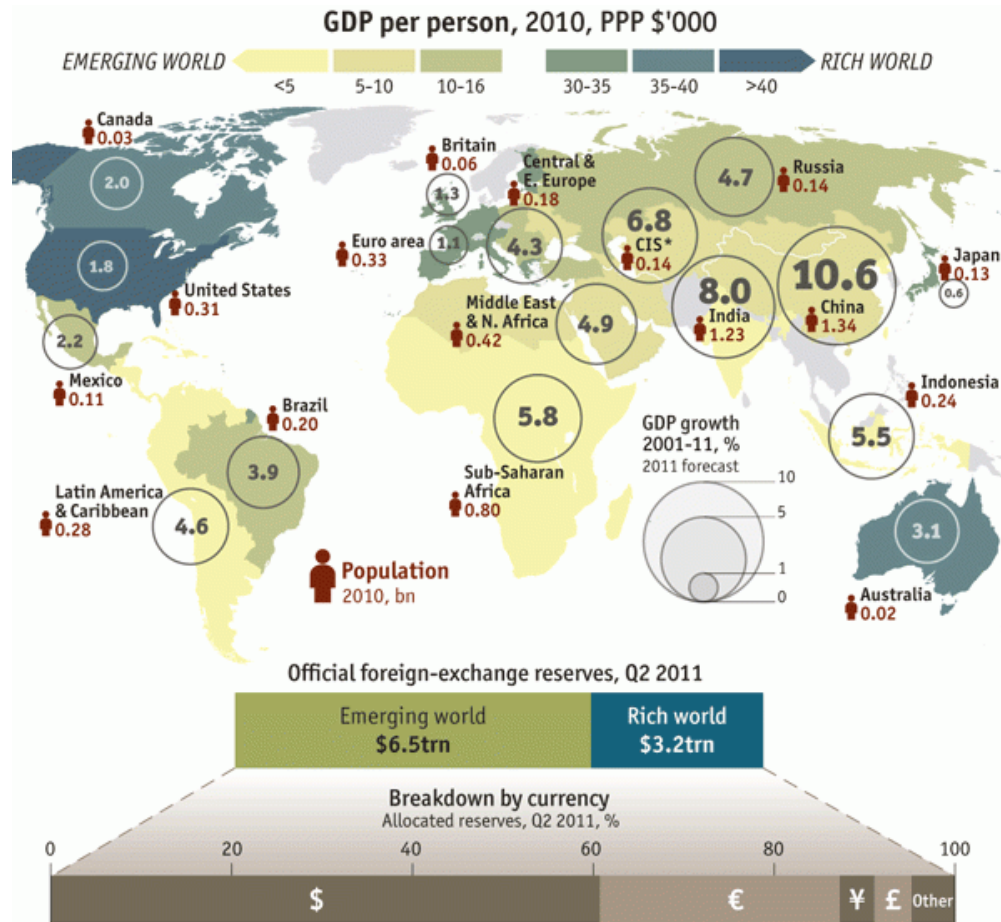 GDP per person, 2010, PPP $'000
EMERGING WORLD
RICH WORLD
<5
5-10
10-16
30-35
35-40
>40
Canada
0.03
2.0
Britain
0.06
1.3
Central &
E. Europe
0.18
4.3
4.7
Russia
0.14
6.8
CIS*
0.14
Euro area
0.33
1.1
1.8
United States
0.31
Middle East
& N. Africa
0.42
4.9
8.0
India
1.23
10.6
China
1.34
Japan
0.13
0.6
2.2
Mexico
0.11
Brazil
0.20
3.9
5.8
Sub-Saharan
Africa
0.80
Indonesia
0.24
5.5
Latin America
& Caribbean
0.28
4.6
GDP growth
2001-11, %
2011 forecast
10
5
1
0
3.1
Australia
0.02
Population
2010, bn
Official foreign-exchange reserves, Q2 2011
Emerging world
$6.5trn
Rich world
$3.2trn
Breakdown by currency
Allocated reserves, Q2 2011, %
0
20
40
60
80
100
$
€
¥
£
Other